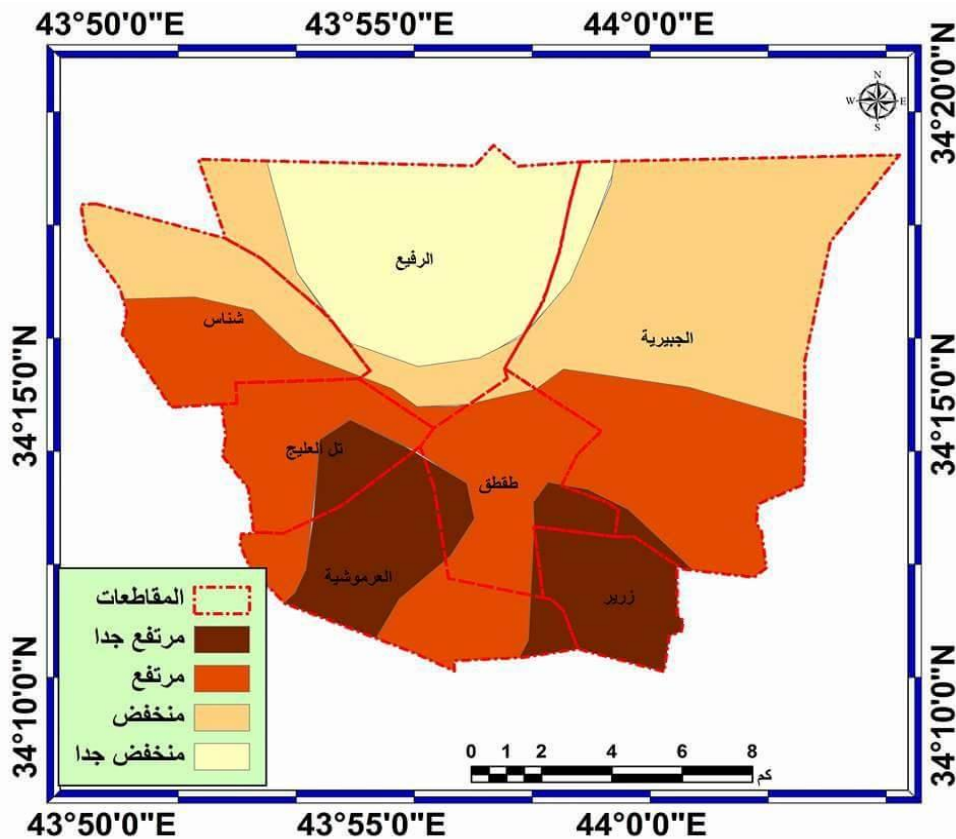 43°50'0"E 43°55'0"E 44°0'0"E
34°20'0"N
N
W E
S
الرفيع
شناس
الجبيرية
34°15'0"N
34°15'0"N
تل العليج
طقطق
العرموشية
زرير
المقاطعات
مرتفع جدا
مرتفع
منخفض
منخفض جدا
34°10'0"N
34°10'0"N
0 1 2 4 6 8
كم
43°50'0"E 43°55'0"E 44°0'0"E